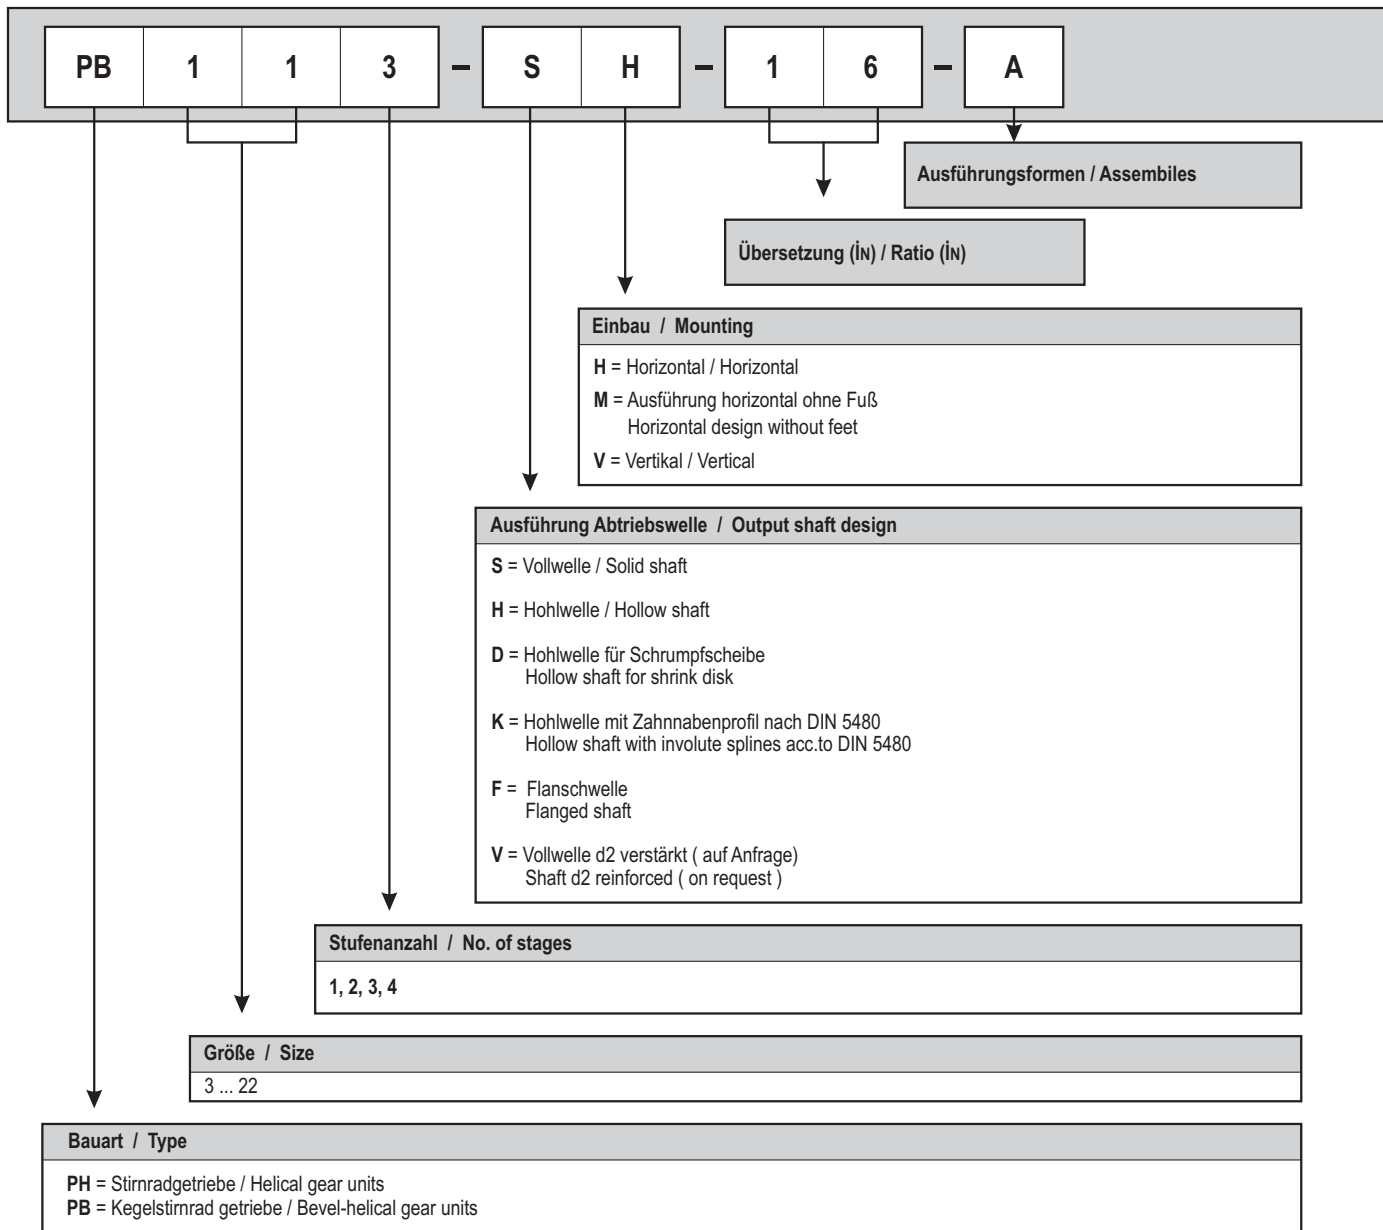 PB 1 1 3 – S H – 1 6 – A
Ausführungsformen / Assembiles
Übersetzung (İN) / Ratio (İN)
Einbau / Mounting
H = Horizontal / Horizontal
M = Ausführung horizontal ohne Fuß
Horizontal design without feet
V = Vertikal / Vertical
Ausführung Abtriebswelle / Output shaft design
S = Vollwelle / Solid shaft
H = Hohlwelle / Hollow shaft
D = Hohlwelle für Schrumpfscheibe
Hollow shaft for shrink disk
K = Hohlwelle mit Zahnnabenprofil nach DIN 5480
Hollow shaft with involute splines acc.to DIN 5480
F = Flanschwelle
Flanged shaft
V = Vollwelle d2 verstärkt ( auf Anfrage)
Shaft d2 reinforced ( on request )
Stufenanzahl / No. of stages
1, 2, 3, 4
Größe / Size
3 ... 22
Bauart / Type
PH = Stirnradgetriebe / Helical gear units
PB = Kegelstirnrad getriebe / Bevel-helical gear units